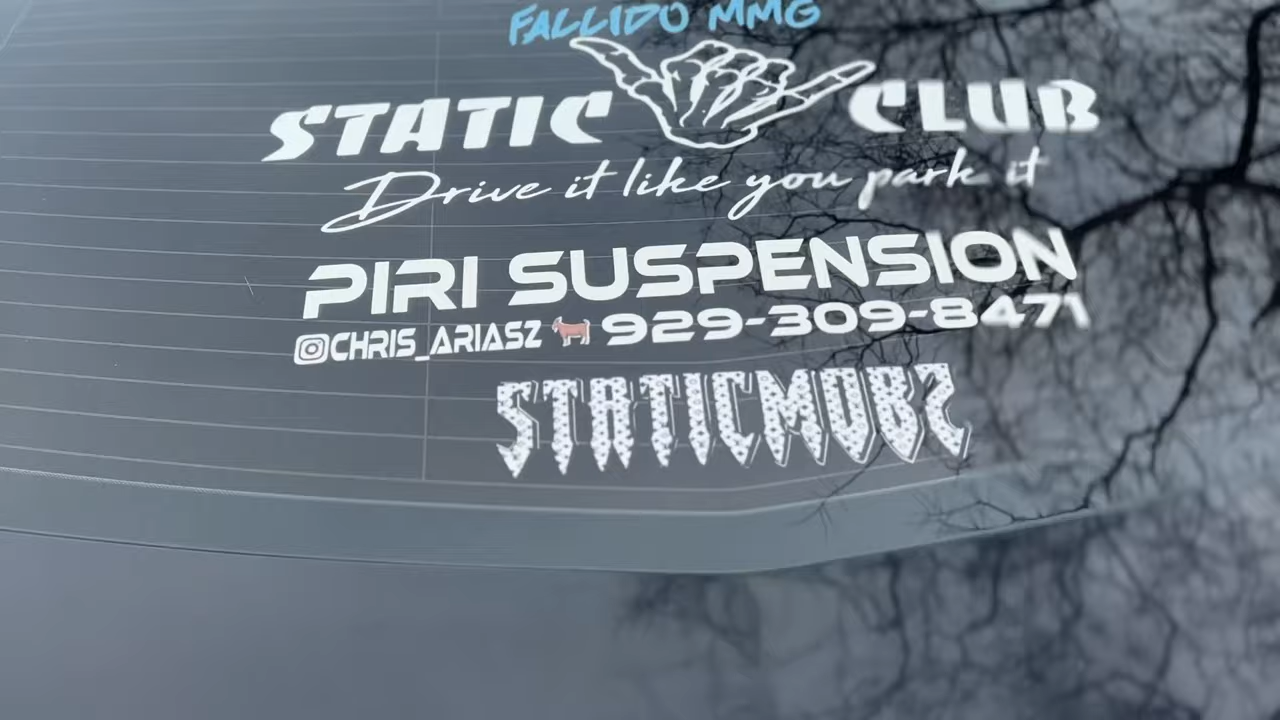 FALLIDO MMG
STATIC CLUB
Drive it like you park it
PIRI SUSPENSION
@CHRIS_ARIASZ 929-309-8471
STATICMOBZ